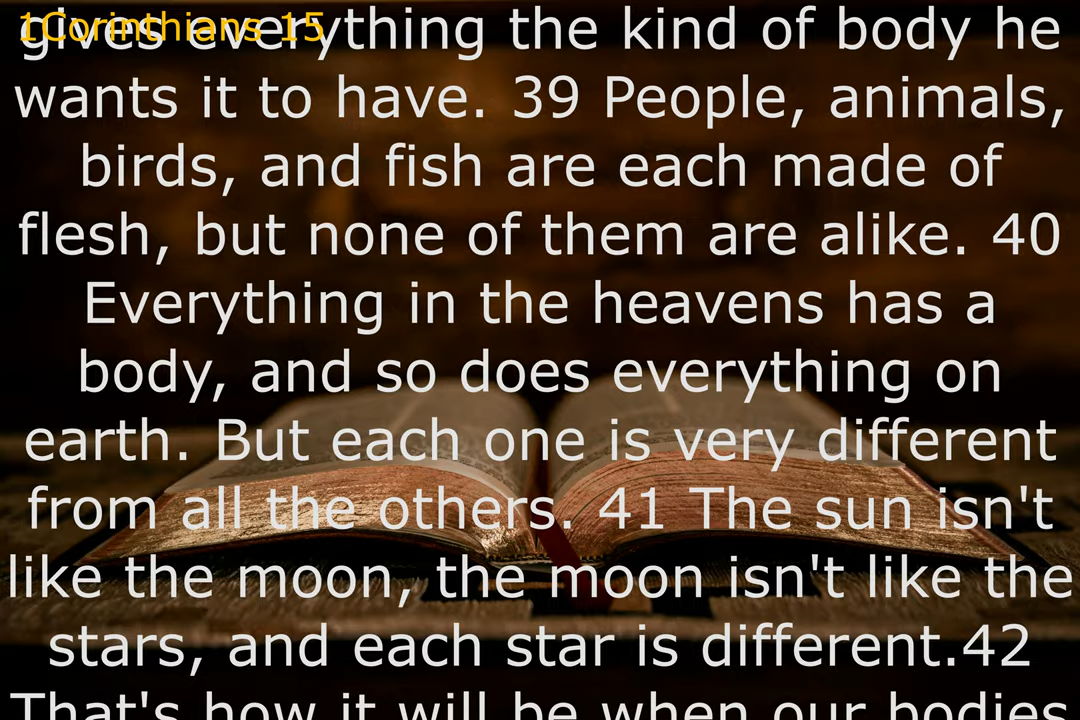 1Corinthians 15
gives everything the kind of body he
wants it to have. 39 People, animals,
birds, and fish are each made of
flesh, but none of them are alike. 40
Everything in the heavens has a
body, and so does everything on
earth. But each one is very different
from all the others. 41 The sun isn't
like the moon, the moon isn't like the
stars, and each star is different.42
That's how it will be when our bodies